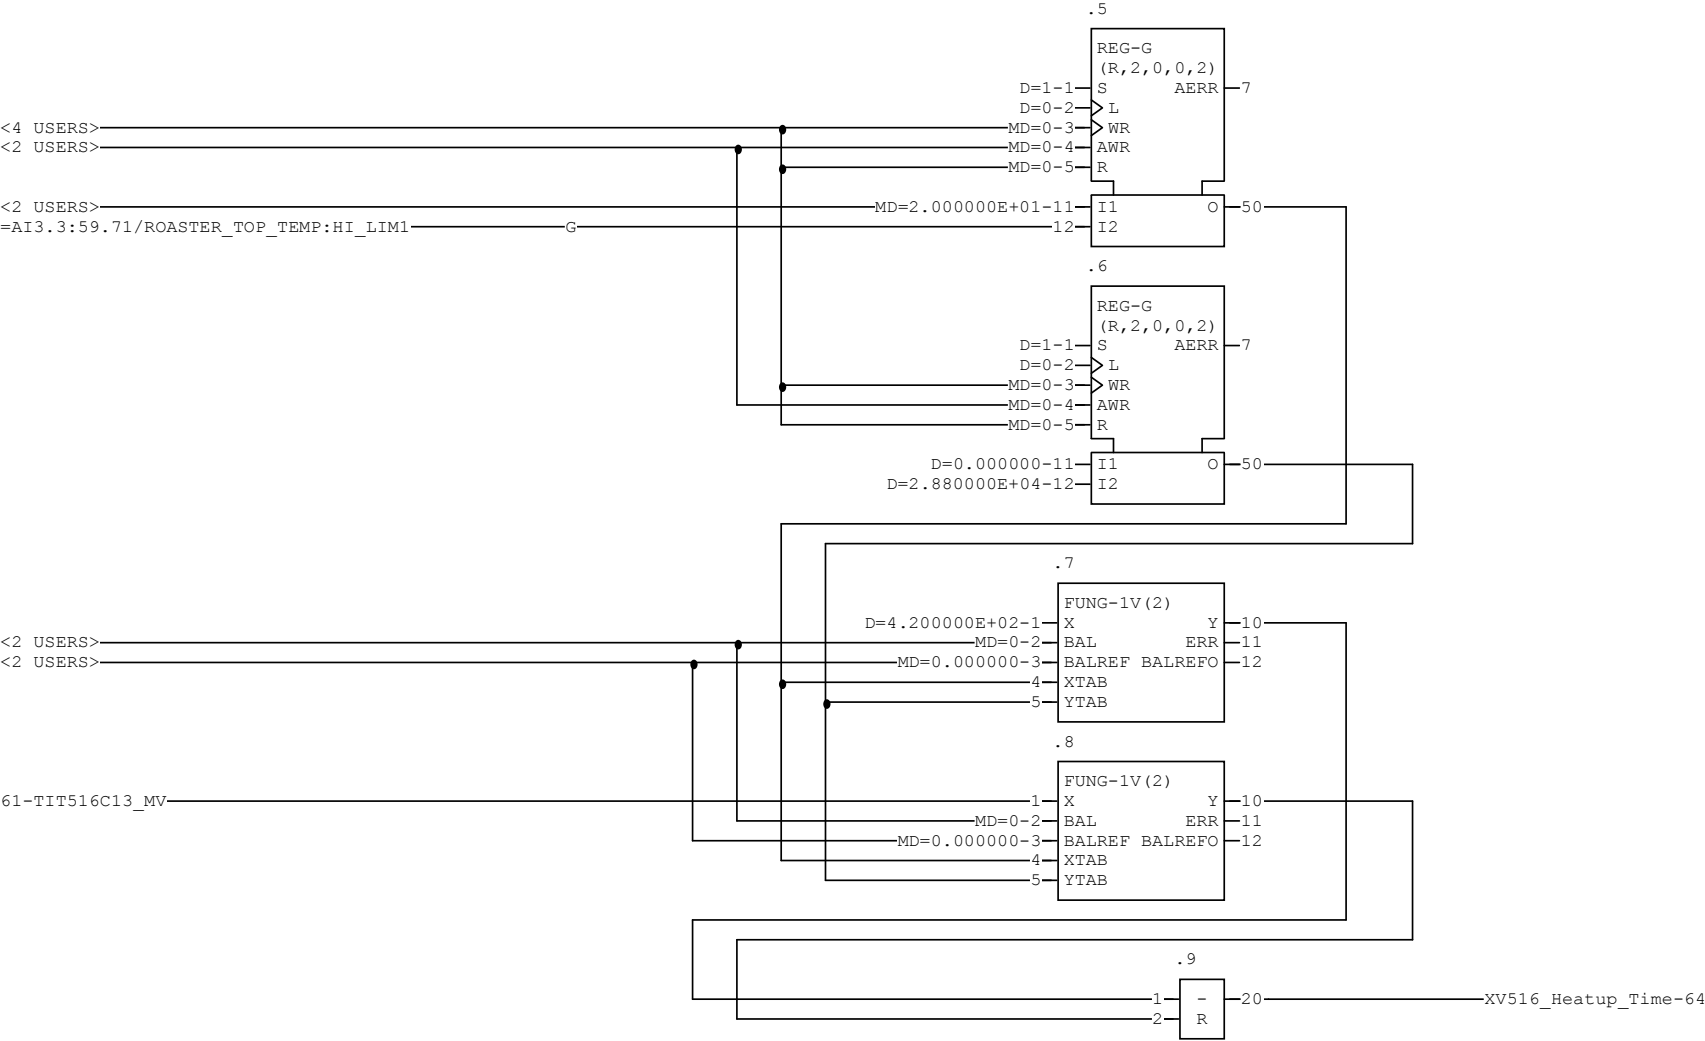 .5
REG-G
(R,2,0,0,2)
D=1-1 S AERR 7
D=0-2 L
<4 USERS> MD=0-3 WR
<2 USERS> MD=0-4 AWR
MD=0-5 R
<2 USERS> MD=2.000000E+01-11 I1 O 50
=AI3.3:59.71/ROASTER_TOP_TEMP:HI_LIM1 G 12 I2
.6
REG-G
(R,2,0,0,2)
D=1-1 S AERR 7
D=0-2 L
MD=0-3 WR
MD=0-4 AWR
MD=0-5 R
D=0.000000-11 I1 O 50
D=2.880000E+04-12 I2
.7
FUNG-1V(2)
D=4.200000E+02-1 X Y 10
<2 USERS> MD=0-2 BAL ERR 11
<2 USERS> MD=0.000000-3 BALREF BALREFO 12
4 XTAB
5 YTAB
.8
FUNG-1V(2)
61-TIT516C13_MV 1 X Y 10
MD=0-2 BAL ERR 11
MD=0.000000-3 BALREF BALREFO 12
4 XTAB
5 YTAB
.9
1 - 20 XV516_Heatup_Time-64
2 R